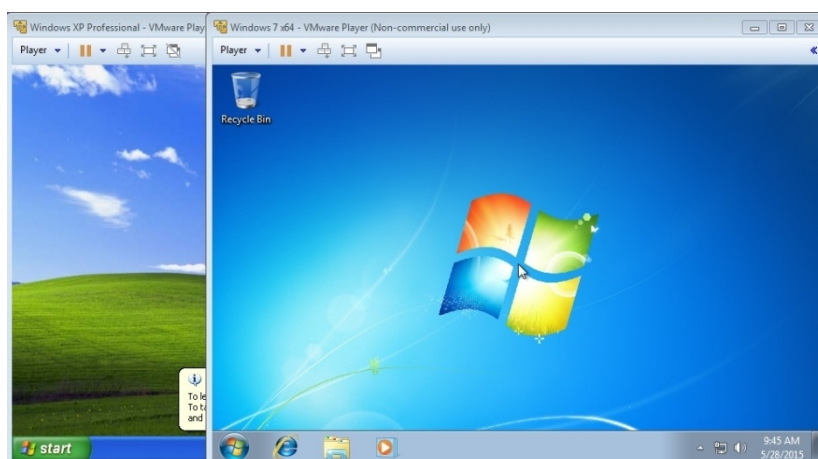 Windows XP Professional - VMware Play
Windows 7 x64 - VMware Player (Non-commercial use only)
Player
Player
Recycle Bin
To le
To ta
and
start
9:45 AM
5/28/2015